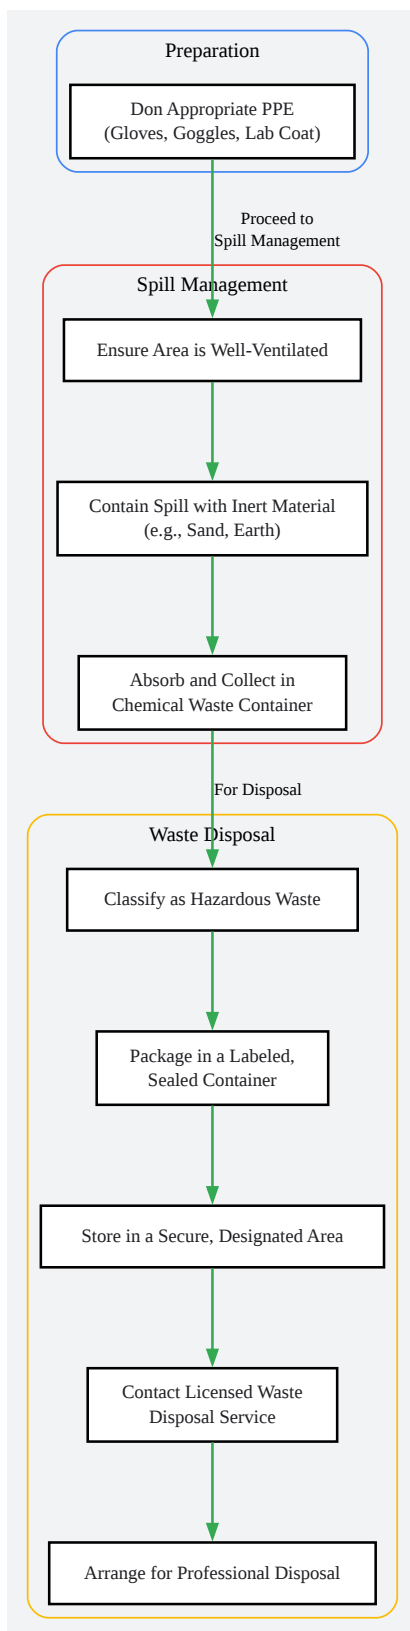 Preparation
Don Appropriate PPE
(Gloves, Goggles, Lab Coat)
Proceed to
Spill Management
Spill Management
Ensure Area is Well-Ventilated
Contain Spill with Inert Material
(e.g., Sand, Earth)
Absorb and Collect in
Chemical Waste Container
For Disposal
Waste Disposal
Classify as Hazardous Waste
Package in a Labeled,
Sealed Container
Store in a Secure, Designated Area
Contact Licensed Waste
Disposal Service
Arrange for Professional Disposal